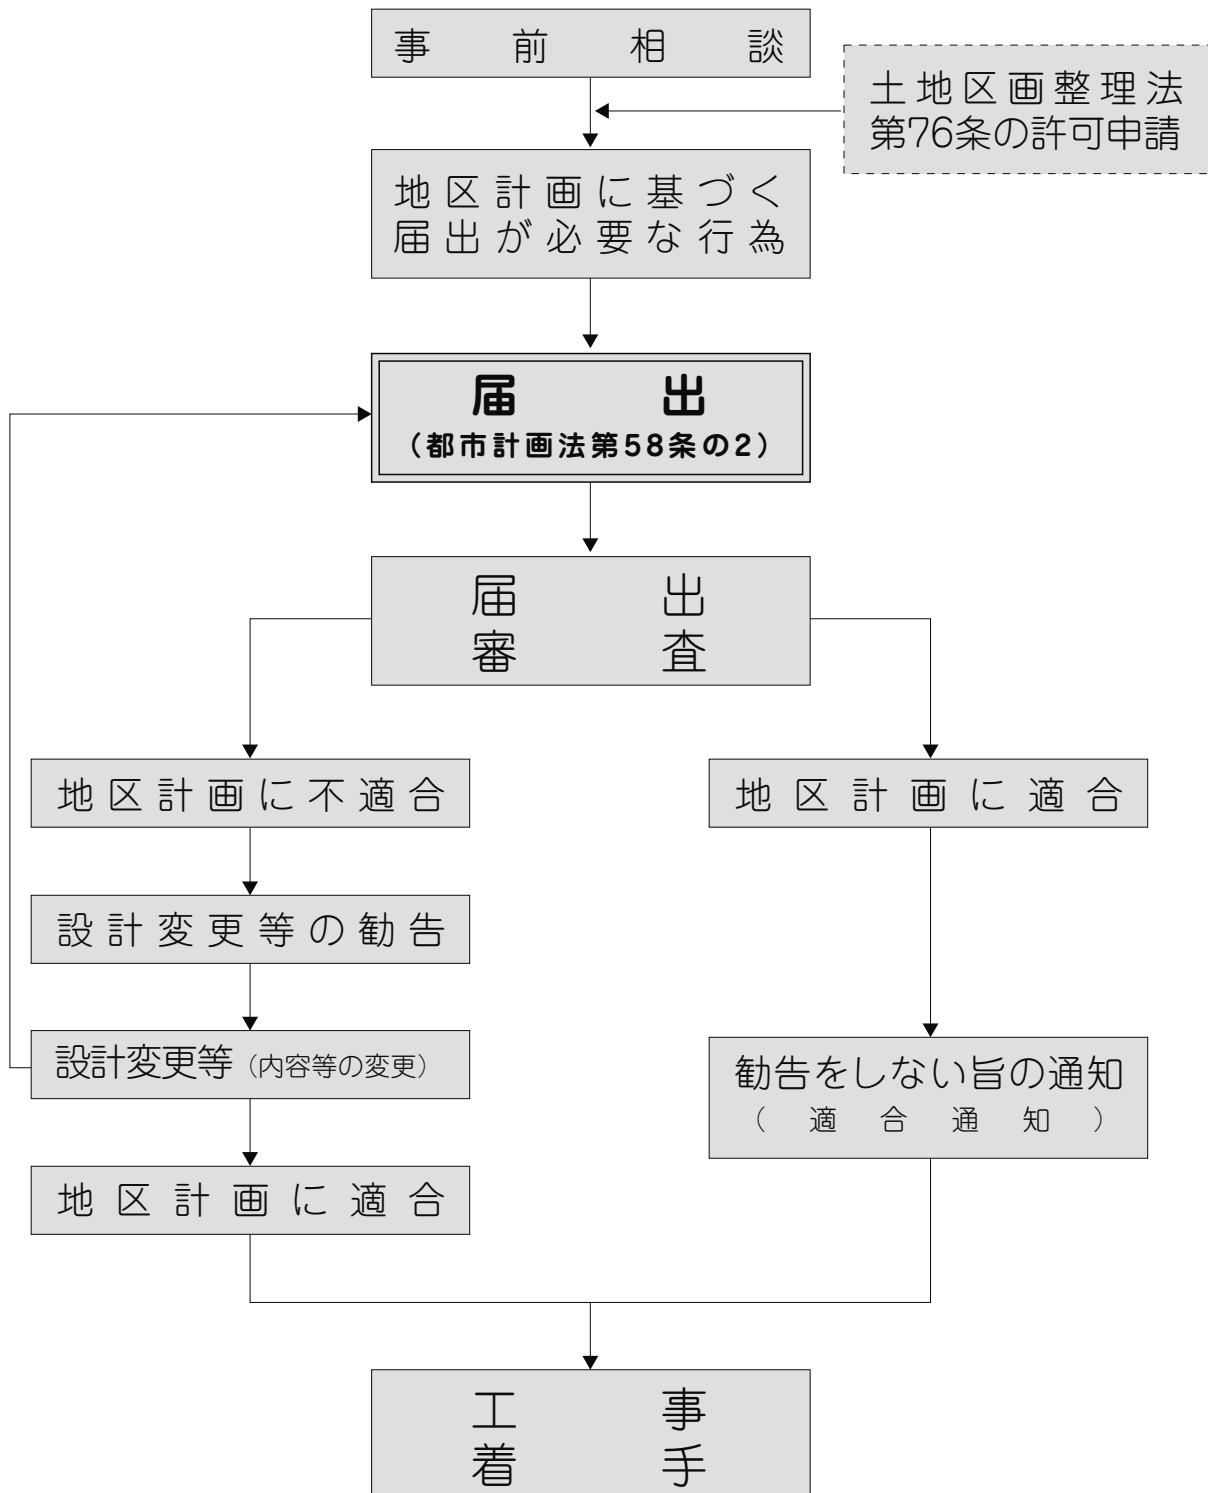 事前相談
土地区画整理法
第76条の許可申請
地区計画に基づく
届出が必要な行為
届出
（都市計画法第58条の2）
届出
審査
地区計画に不適合
地区計画に適合
設計変更等の勧告
設計変更等（内容等の変更）
勧告をしない旨の通知
（適合通知）
地区計画に適合
工事
着手